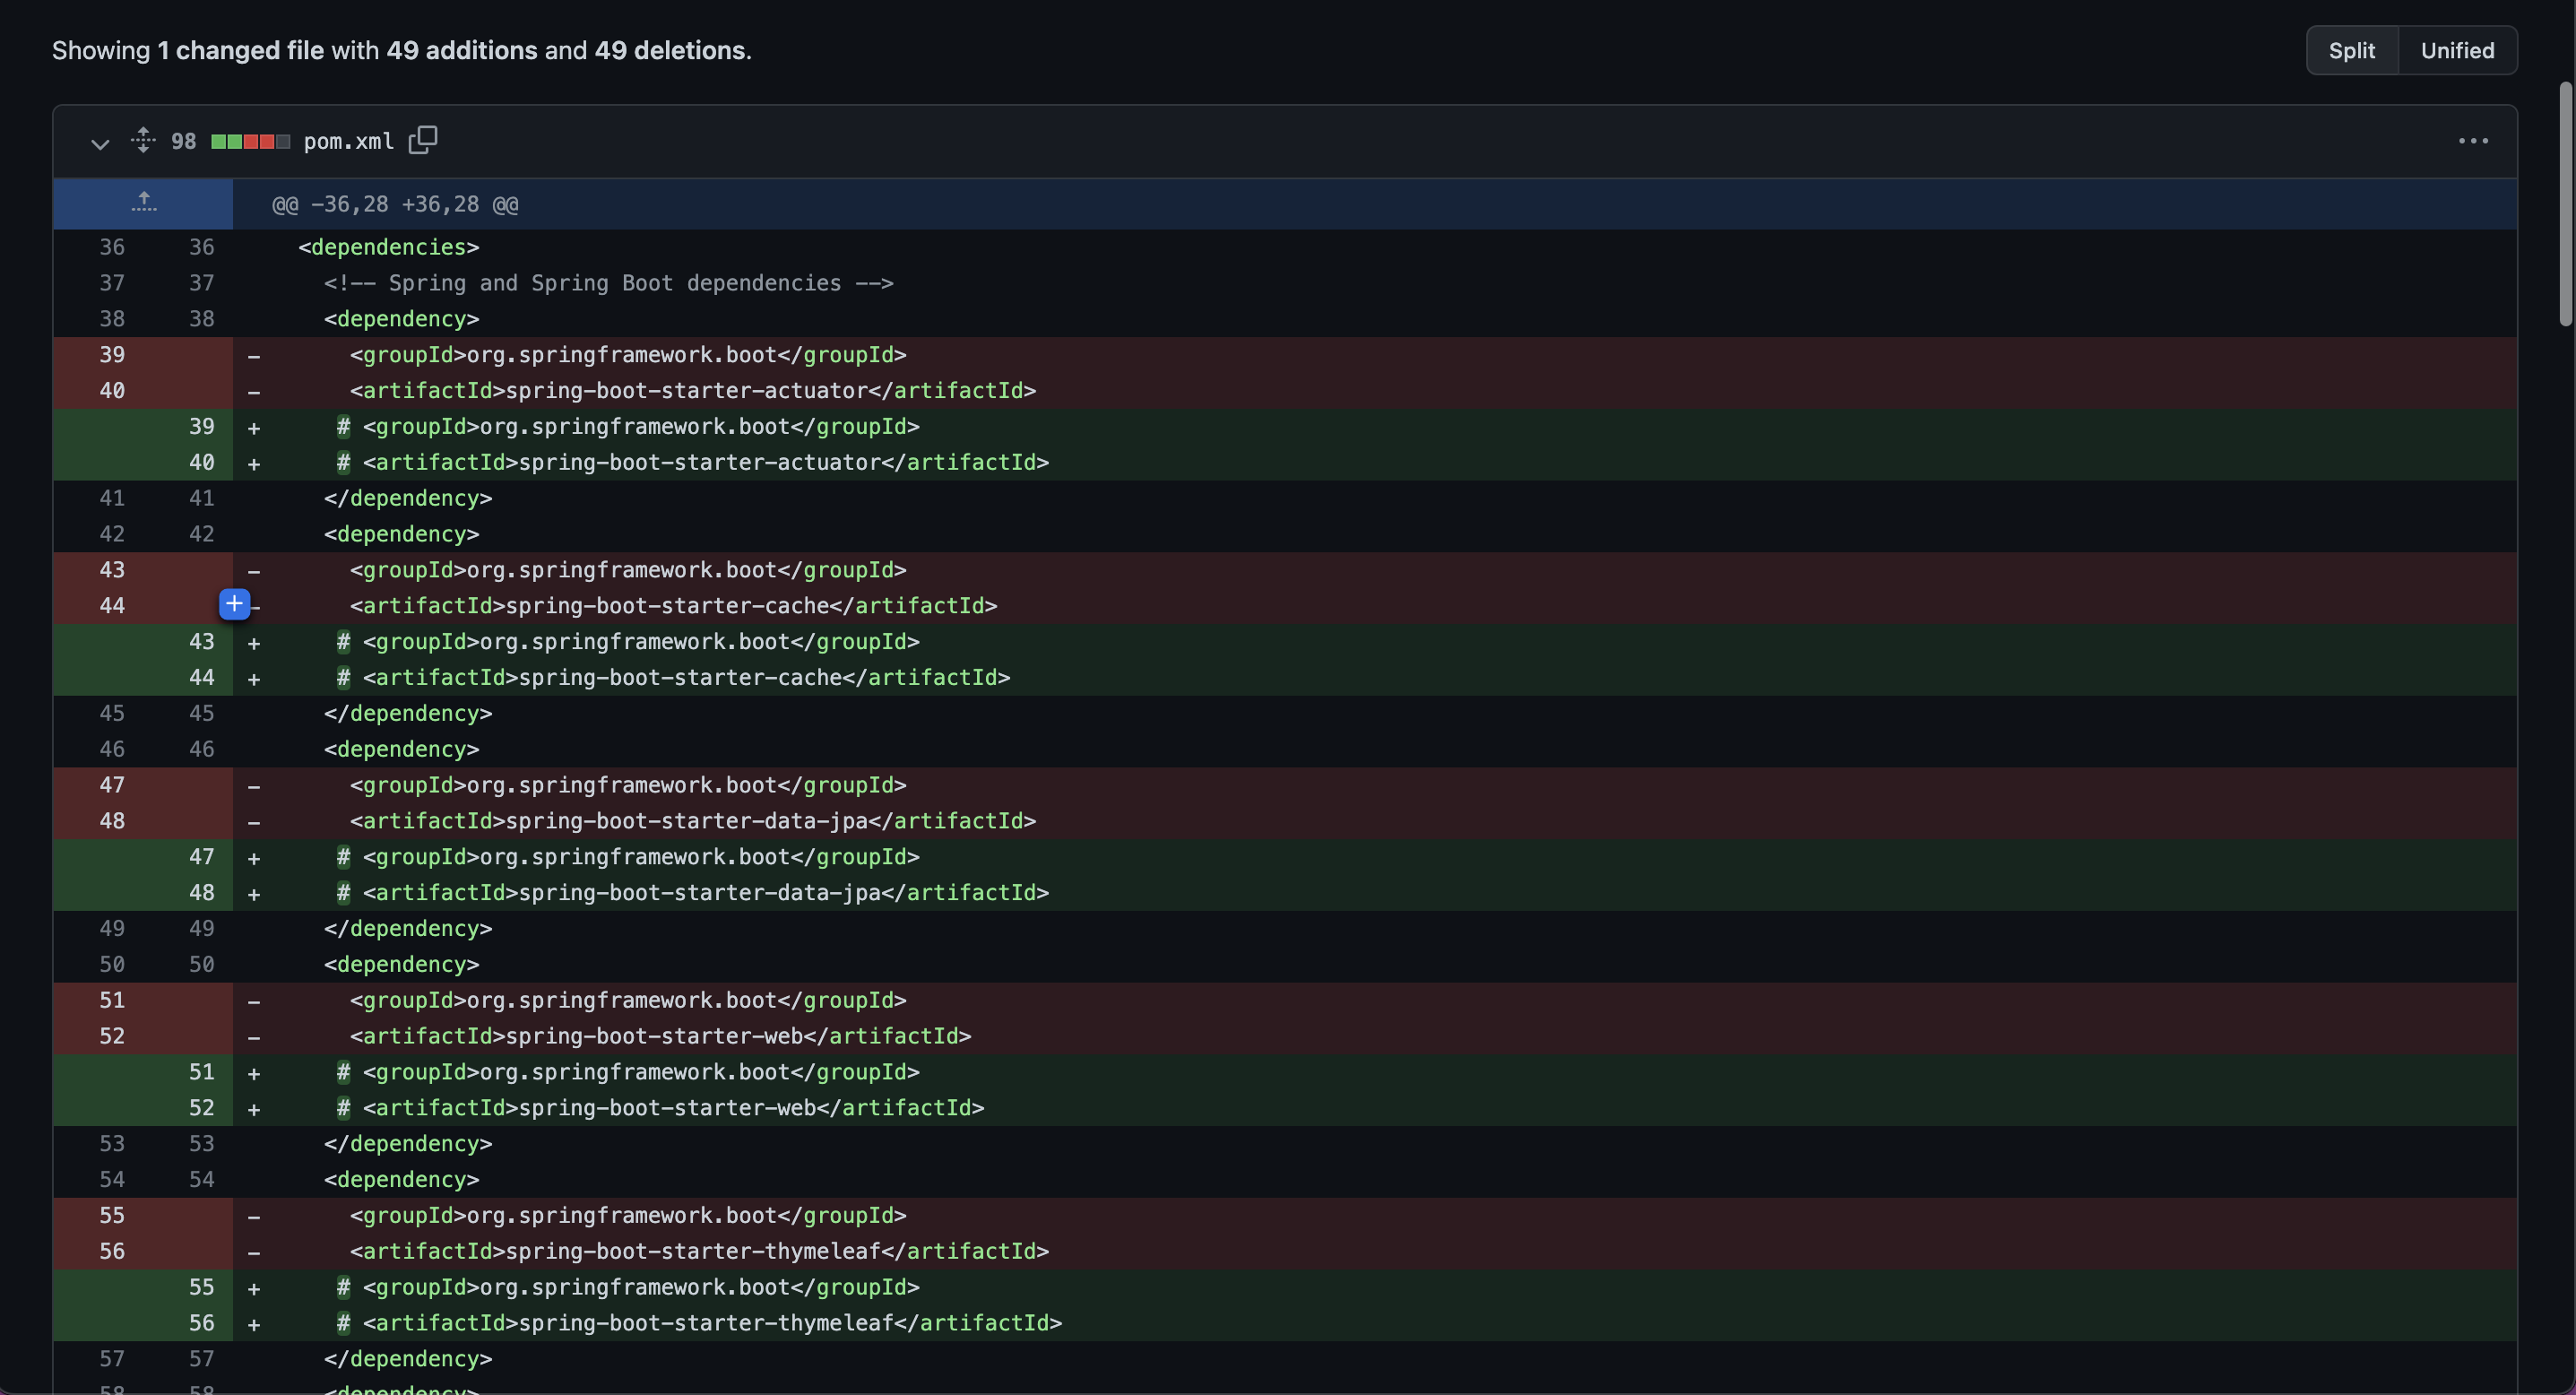 Showing 1 changed file with 49 additions and 49 deletions.
Split Unified
98 pom.xml
@@ -36,28 +36,28 @@
36 36 <dependencies>
37 37 <!-- Spring and Spring Boot dependencies -->
38 38 <dependency>
39 - <groupId>org.springframework.boot</groupId>
40 - <artifactId>spring-boot-starter-actuator</artifactId>
39 + # <groupId>org.springframework.boot</groupId>
40 + # <artifactId>spring-boot-starter-actuator</artifactId>
41 41 </dependency>
42 42 <dependency>
43 - <groupId>org.springframework.boot</groupId>
44 - <artifactId>spring-boot-starter-cache</artifactId>
43 + # <groupId>org.springframework.boot</groupId>
44 + # <artifactId>spring-boot-starter-cache</artifactId>
45 45 </dependency>
46 46 <dependency>
47 - <groupId>org.springframework.boot</groupId>
48 - <artifactId>spring-boot-starter-data-jpa</artifactId>
47 + # <groupId>org.springframework.boot</groupId>
48 + # <artifactId>spring-boot-starter-data-jpa</artifactId>
49 49 </dependency>
50 50 <dependency>
51 - <groupId>org.springframework.boot</groupId>
52 - <artifactId>spring-boot-starter-web</artifactId>
51 + # <groupId>org.springframework.boot</groupId>
52 + # <artifactId>spring-boot-starter-web</artifactId>
53 53 </dependency>
54 54 <dependency>
55 - <groupId>org.springframework.boot</groupId>
56 - <artifactId>spring-boot-starter-thymeleaf</artifactId>
55 + # <groupId>org.springframework.boot</groupId>
56 + # <artifactId>spring-boot-starter-thymeleaf</artifactId>
57 57 </dependency>
58 58 <dependency>